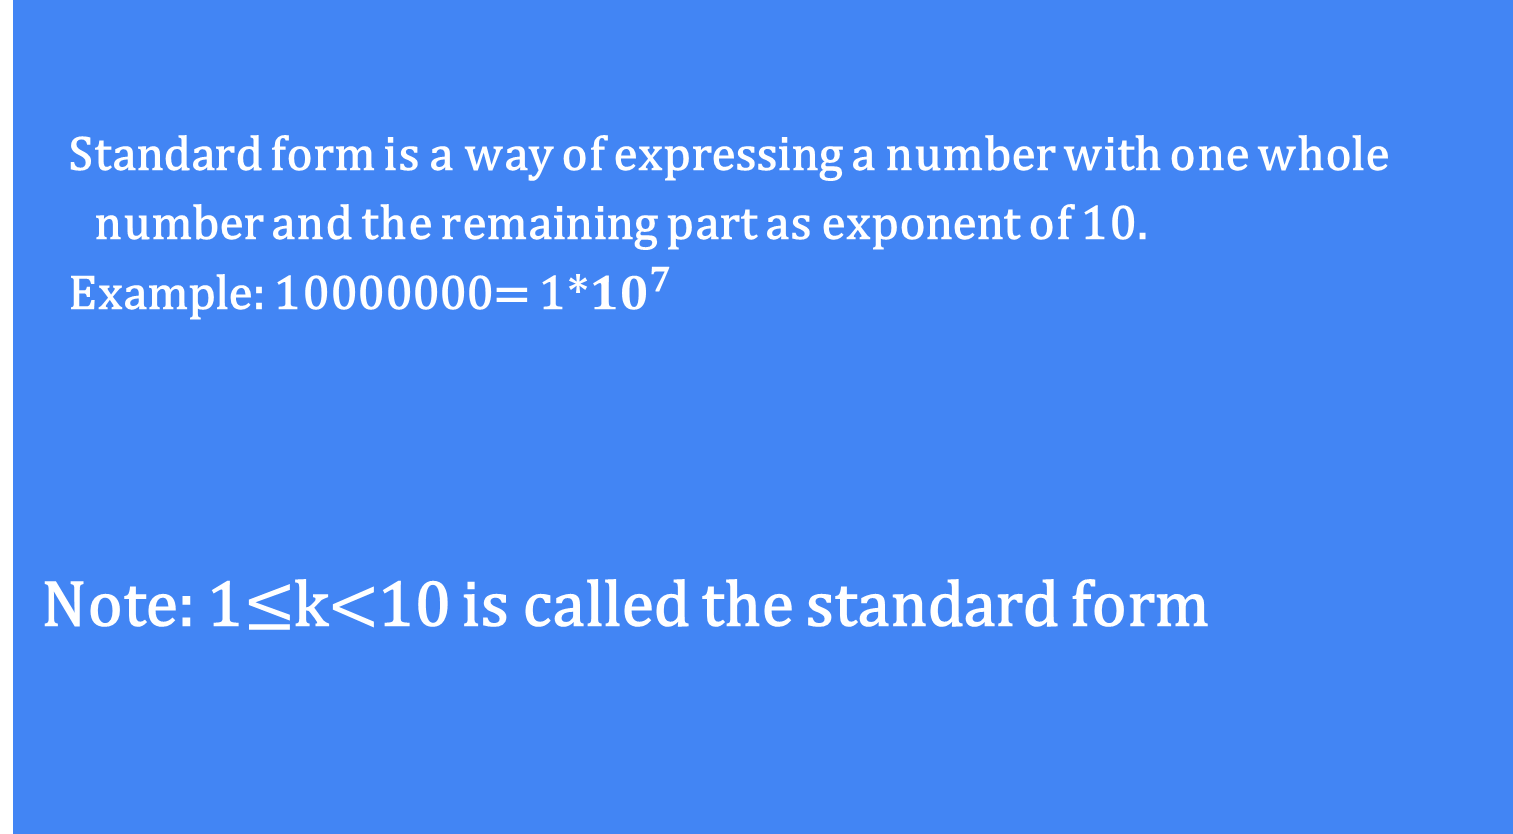 Standard form is a way of expressing a number with one whole
number and the remaining part as exponent of 10.
Example: 10000000= 1*10⁷
Note: 1≤k<10 is called the standard form